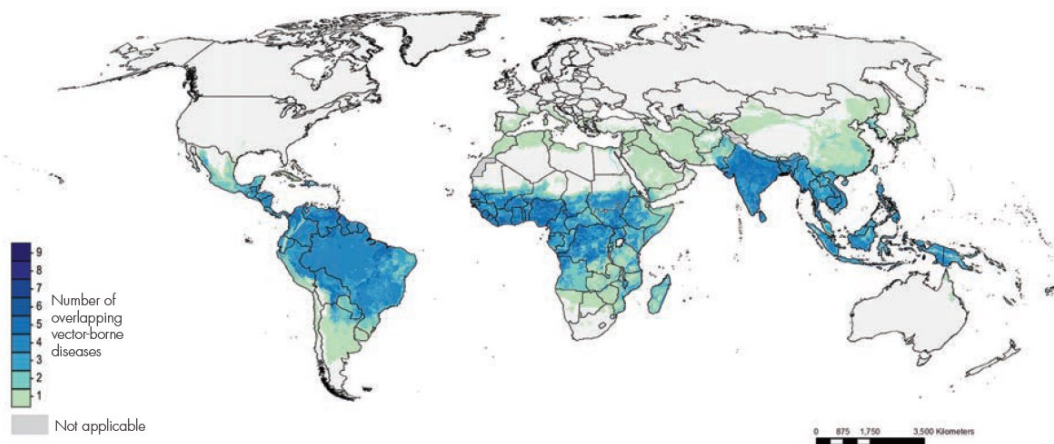 9
8
7
6
5
4
3
2
1
Number of
overlapping
vector-borne
diseases
Not applicable
0 875 1,750 3,500 Kilometers